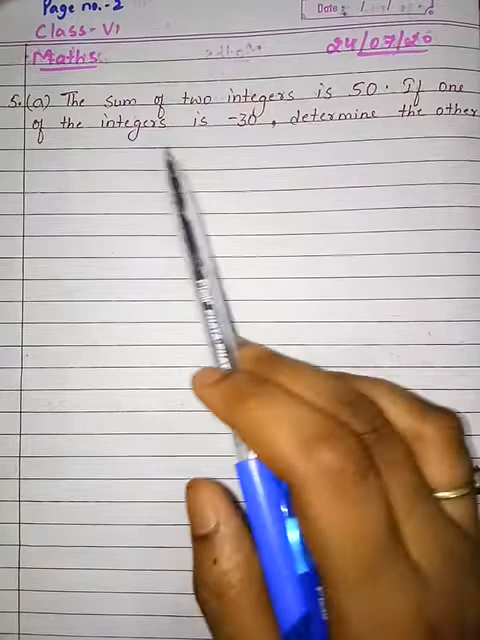 Page no.-2
Date :
Class-VI
Maths
24/07/20
5.(a) The sum of two integers is 50. If one
of the integers is -30, determine the other